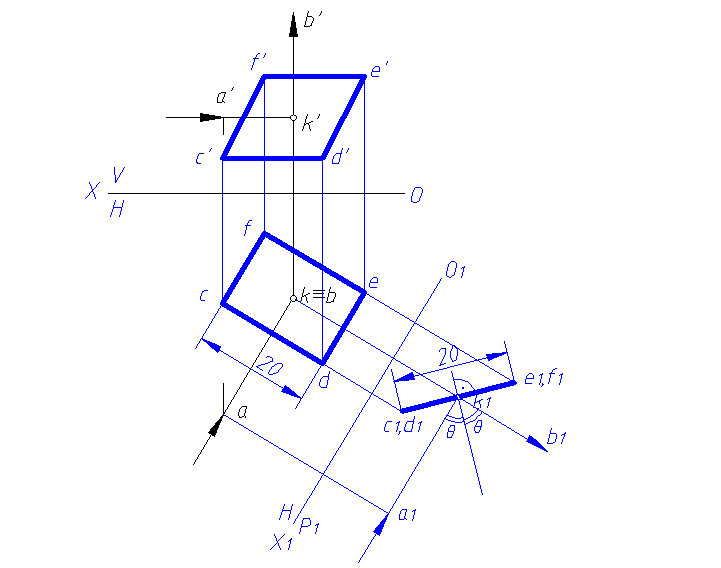 b'
f'
e'
a'
k'
c'
d'
X
V
H
O
f
e
c
k≡b
O1
20
20
d
e1,f1
k1
a
c1,d1
θ
θ
b1
H
P1
a1
X1